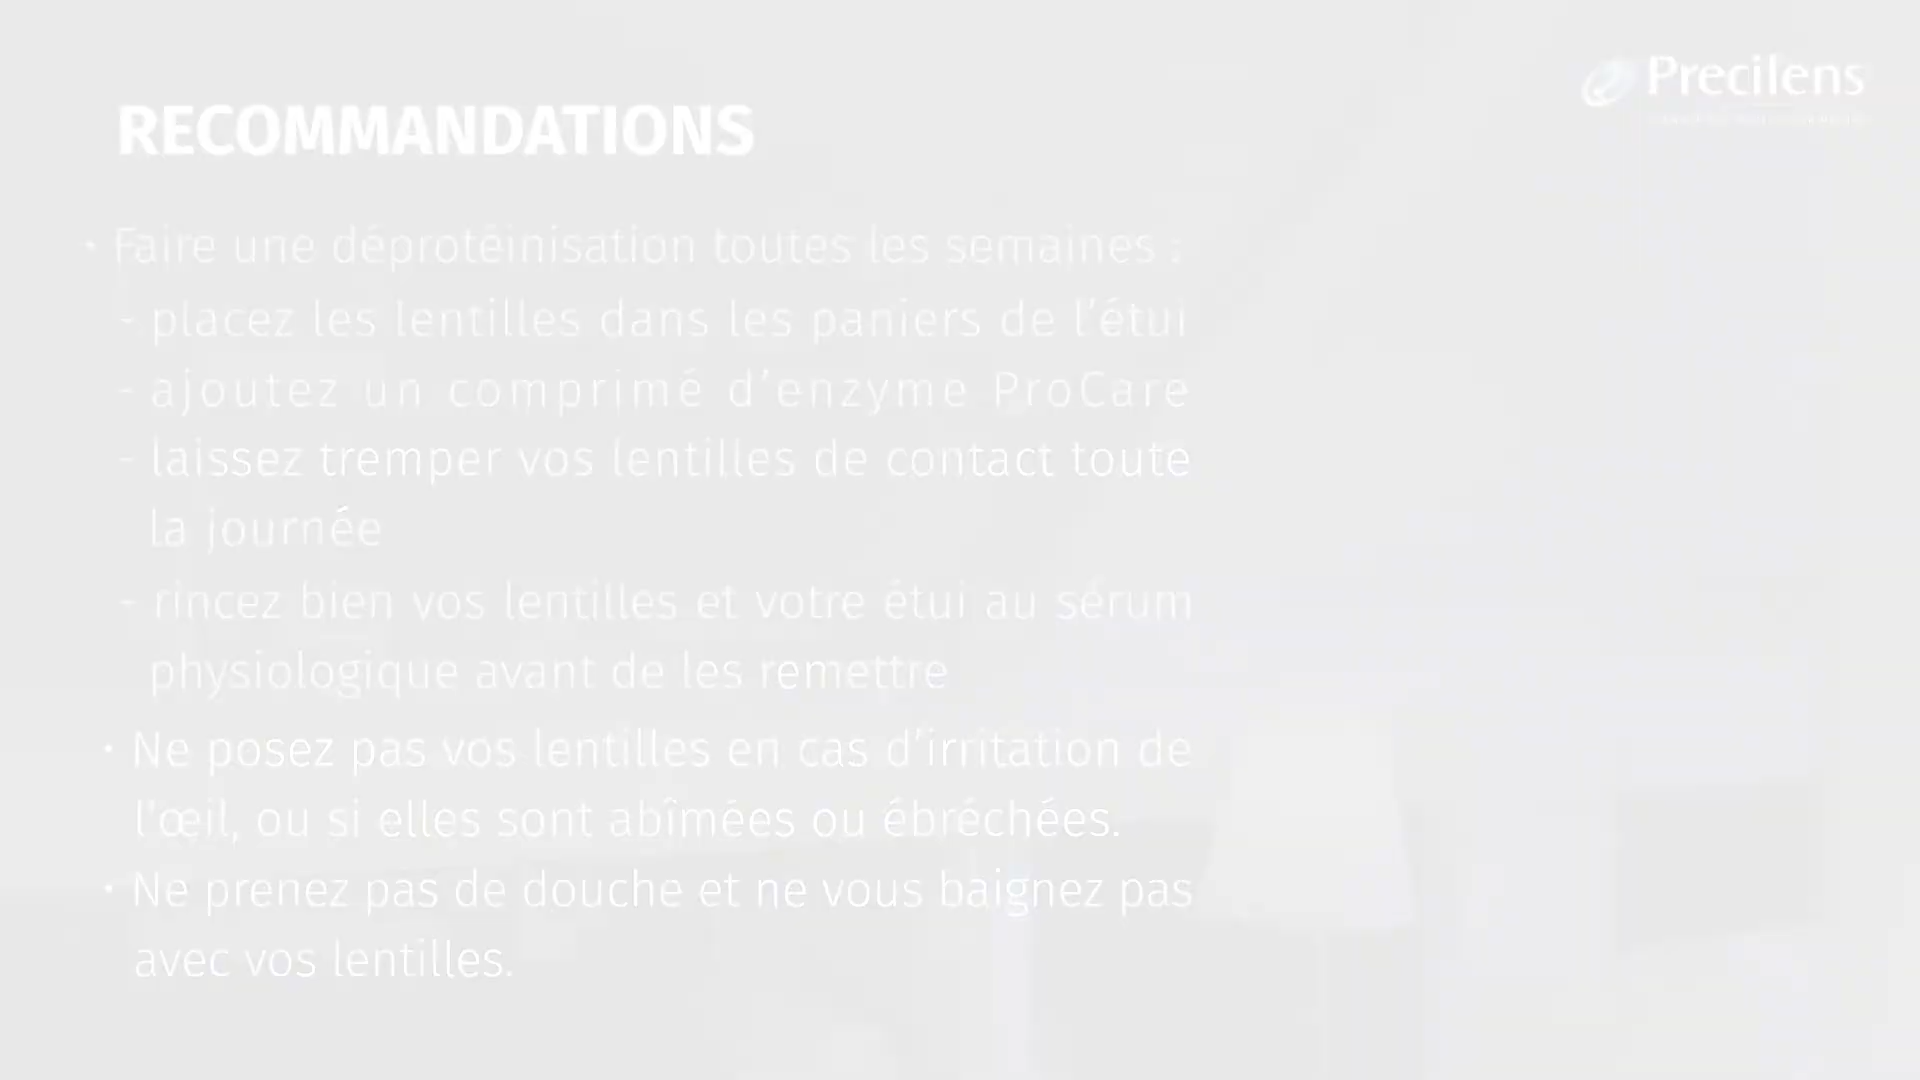 Precilens
RECOMMANDATIONS
• Faire une déprotéinisation toutes les semaines :
- placez les lentilles dans les paniers de l’étui
- ajoutez un comprimé d’enzyme ProCare
- laissez tremper vos lentilles de contact toute
la journée
- rincez bien vos lentilles et votre étui au sérum
physiologique avant de les remettre
• Ne posez pas vos lentilles en cas d’irritation de
l’œil, ou si elles sont abîmées ou ébréchées.
• Ne prenez pas de douche et ne vous baignez pas
avec vos lentilles.